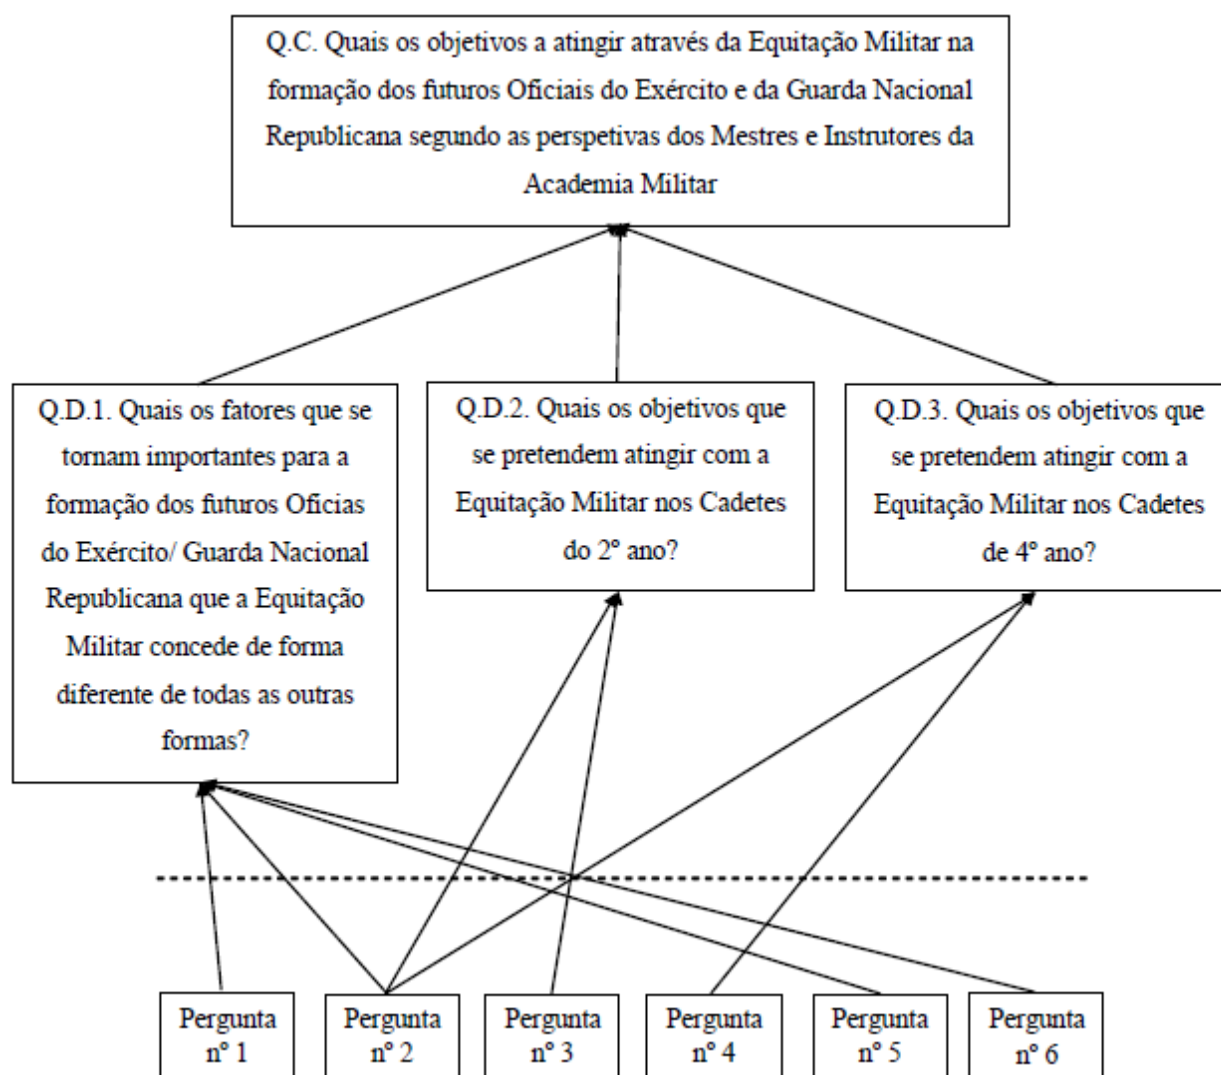 Q.C. Quais os objetivos a atingir através da Equitação Militar na
formação dos futuros Oficiais do Exército e da Guarda Nacional
Republicana segundo as perspetivas dos Mestres e Instrutores da
Academia Militar
Q.D.1. Quais os fatores que se
tornam importantes para a
formação dos futuros Oficias
do Exército/ Guarda Nacional
Republicana que a Equitação
Militar concede de forma
diferente de todas as outras
formas?
Q.D.2. Quais os objetivos que
se pretendem atingir com a
Equitação Militar nos Cadetes
do 2º ano?
Q.D.3. Quais os objetivos que
se pretendem atingir com a
Equitação Militar nos Cadetes
de 4º ano?
Pergunta
nº 1
Pergunta
nº 2
Pergunta
nº 3
Pergunta
nº 4
Pergunta
nº 5
Pergunta
nº 6